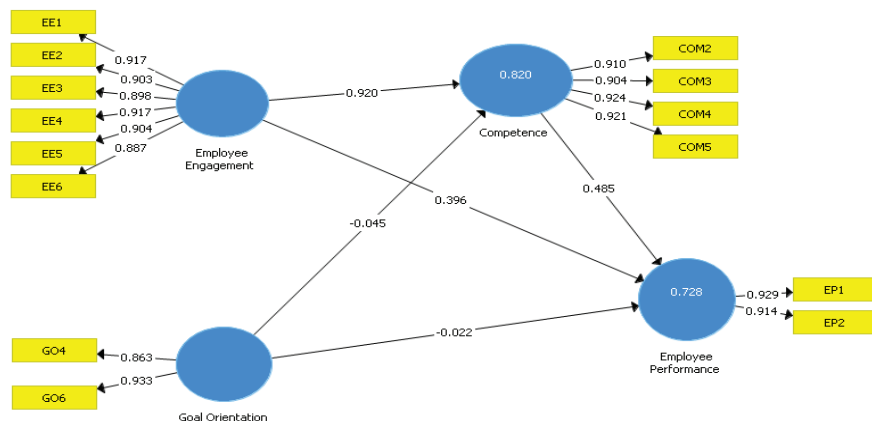 EE1
EE2
EE3
EE4
EE5
EE6
0.917
0.903
0.898
0.917
0.904
0.887
Employee
Engagement
0.920
0.820
Competence
0.910
0.904
0.924
0.921
COM2
COM3
COM4
COM5
-0.045
0.396
0.485
-0.022
0.728
Employee
Performance
0.929
0.914
EP1
EP2
GO4
GO6
0.863
0.933
Goal Orientation